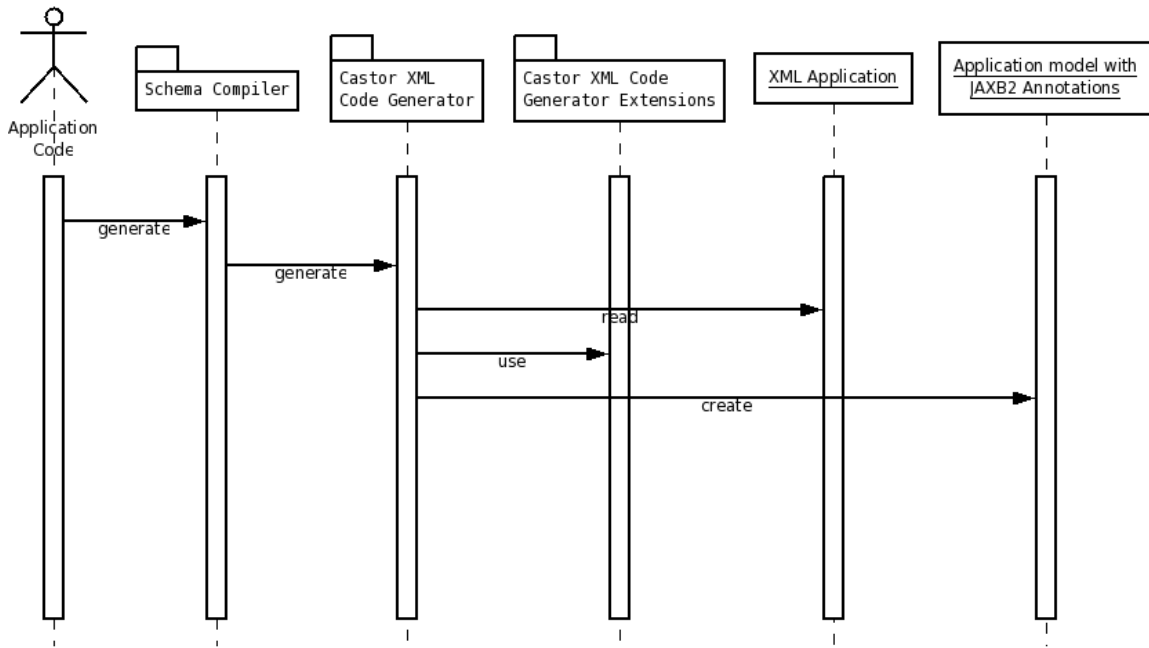 Application
Code
Schema Compiler
Castor XML
Code Generator
Castor XML Code
Generator Extensions
XML Application
Application model with
JAXB2 Annotations
generate
generate
read
use
create